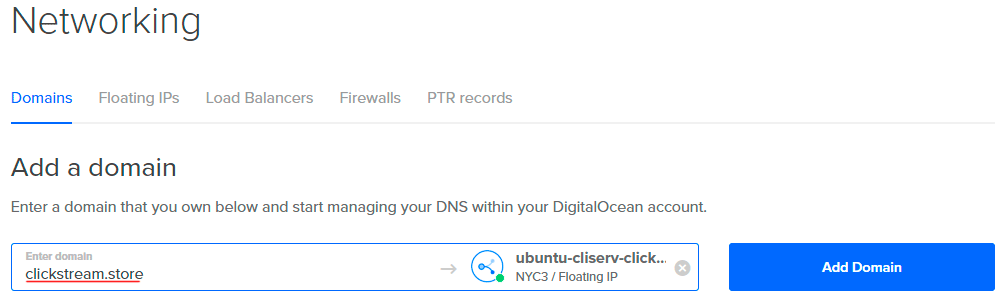 Networking
Domains Floating IPs Load Balancers Firewalls PTR records
Add a domain
Enter a domain that you own below and start managing your DNS within your DigitalOcean account.
Enter domain
clickstream.store
ubuntu-cliserv-click...
NYC3 / Floating IP
Add Domain